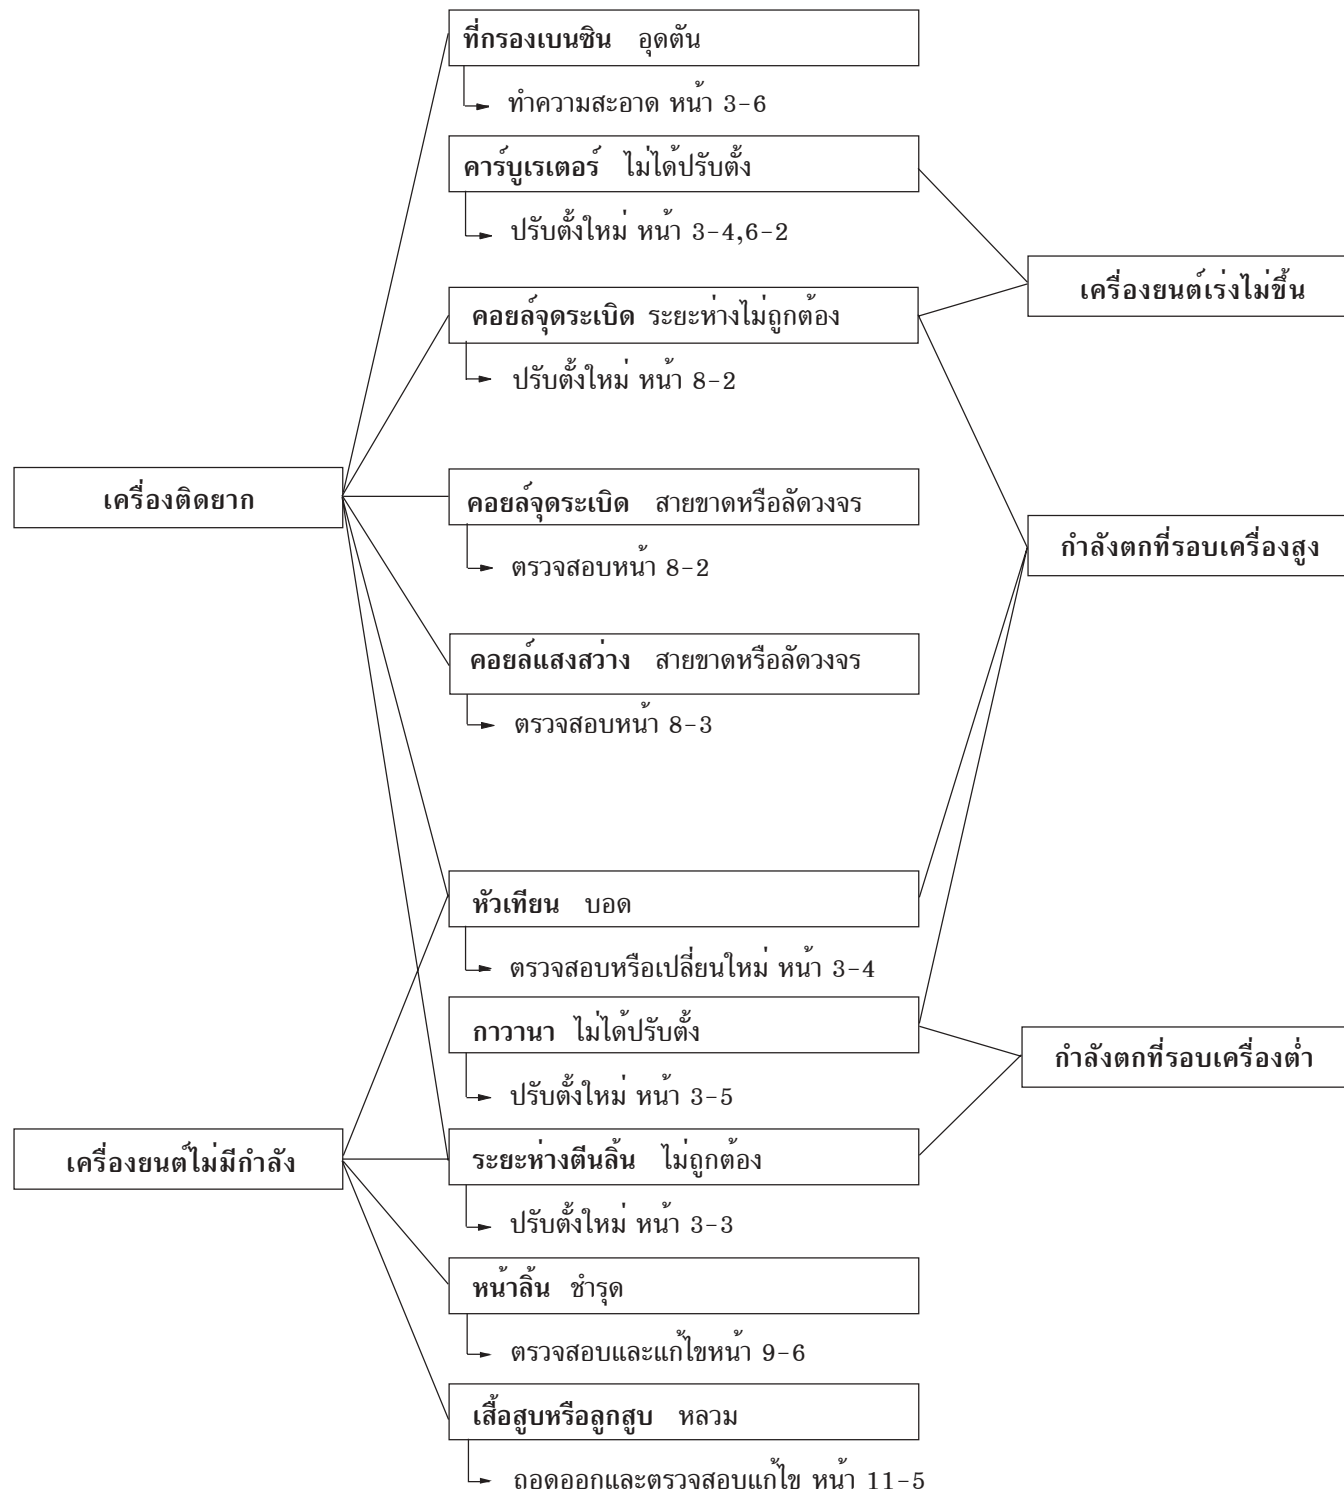 ที่กรองเบนซิน อุดตัน
ทำความสะอาด หน้า 3-6
คาร์บูเรเตอร์ ไม่ได้ปรับตั้ง
ปรับตั้งใหม่ หน้า 3-4,6-2
เครื่องยนต์เร่งไม่ขึ้น
คอยล์จุดระเบิด ระยะห่างไม่ถูกต้อง
ปรับตั้งใหม่ หน้า 8-2
เครื่องติดยาก
คอยล์จุดระเบิด สายขาดหรือลัดวงจร
ตรวจสอบหน้า 8-2
กำลังตกที่รอบเครื่องสูง
คอยล์แสงสว่าง สายขาดหรือลัดวงจร
ตรวจสอบหน้า 8-3
หัวเทียน บอด
ตรวจสอบหรือเปลี่ยนใหม่ หน้า 3-4
กาวานา ไม่ได้ปรับตั้ง
ปรับตั้งใหม่ หน้า 3-5
กำลังตกที่รอบเครื่องต่ำ
เครื่องยนต์ไม่มีกำลัง
ระยะห่างตีนลิ้น ไม่ถูกต้อง
ปรับตั้งใหม่ หน้า 3-3
หน้าลิ้น ชำรุด
ตรวจสอบและแก้ไขหน้า 9-6
เสื้อสูบหรือลูกสูบ หลวม
ถอดออกและตรวจสอบแก้ไข หน้า 11-5